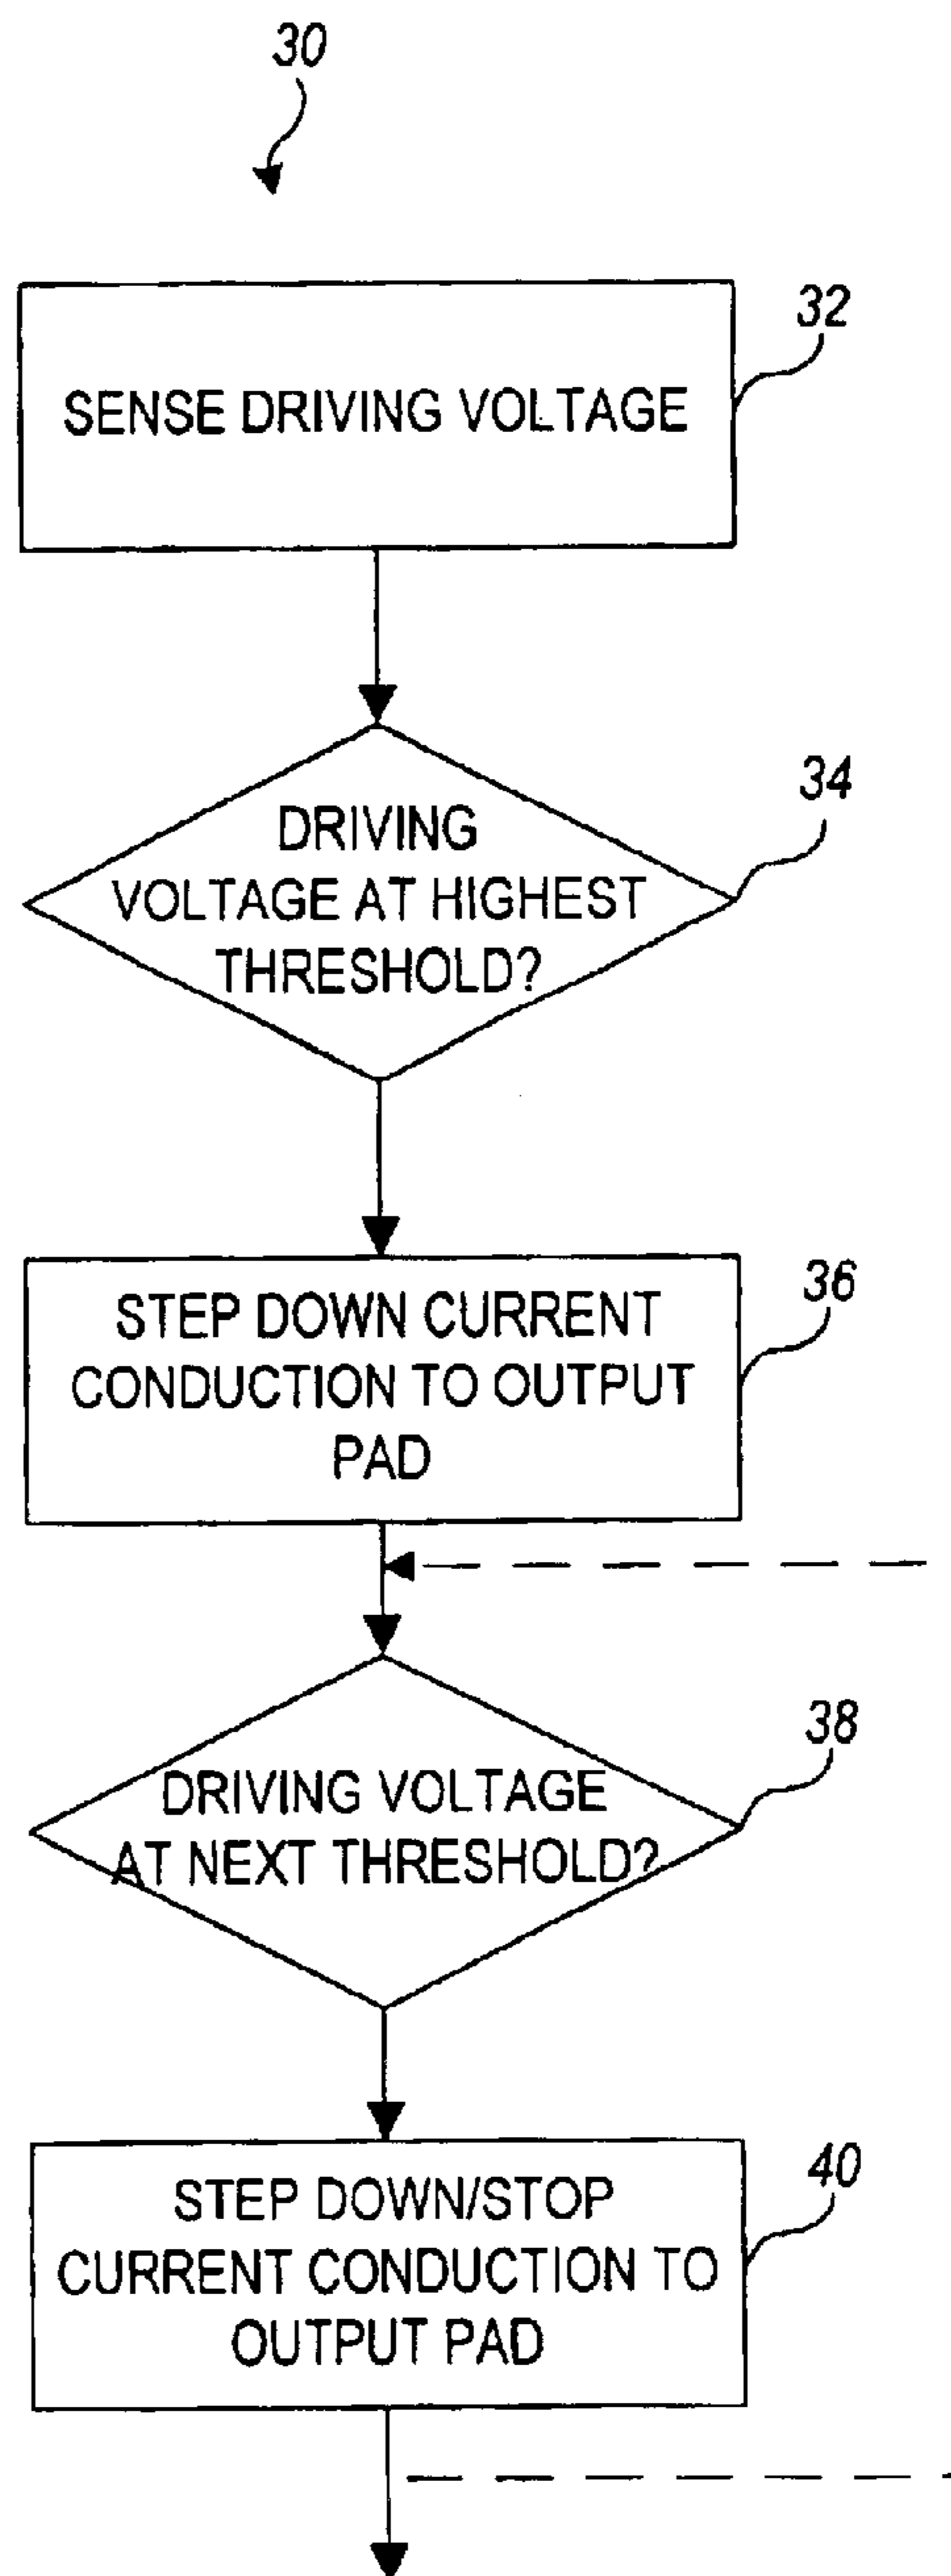 30
32
SENSE DRIVING VOLTAGE
34
DRIVING
VOLTAGE AT HIGHEST
THRESHOLD?
36
STEP DOWN CURRENT
CONDUCTION TO OUTPUT
PAD
38
DRIVING VOLTAGE
AT NEXT THRESHOLD?
40
STEP DOWN/STOP
CURRENT CONDUCTION TO
OUTPUT PAD